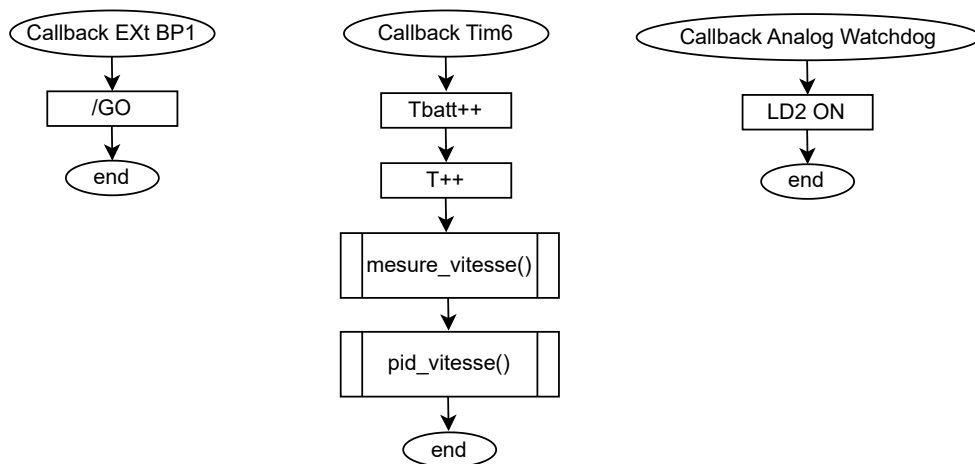 Callback EXt BP1
/GO
end
Callback Tim6
Tbatt++
T++
mesure_vitesse()
pid_vitesse()
end
Callback Analog Watchdog
LD2 ON
end